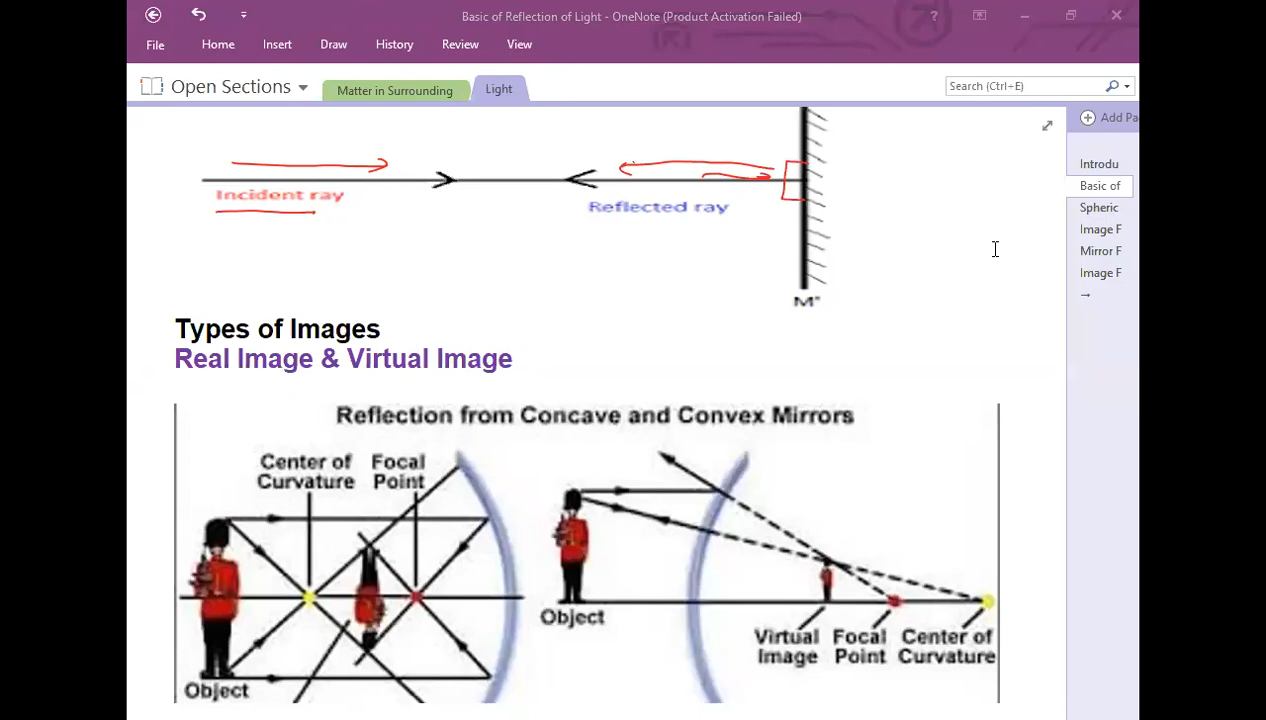 Basic of Reflection of Light - OneNote (Product Activation Failed)
?
File Home Insert Draw History Review View
Open Sections Matter in Surrounding Light Search (Ctrl+E)
Add Pa
Introdu
Basic of
Spheric
Image F
Mirror F
Image F
Incident ray
Reflected ray
M'
Types of Images
Real Image & Virtual Image
Reflection from Concave and Convex Mirrors
Center of Curvature
Focal Point
Object
Object
Virtual Image
Focal Point
Center of Curvature